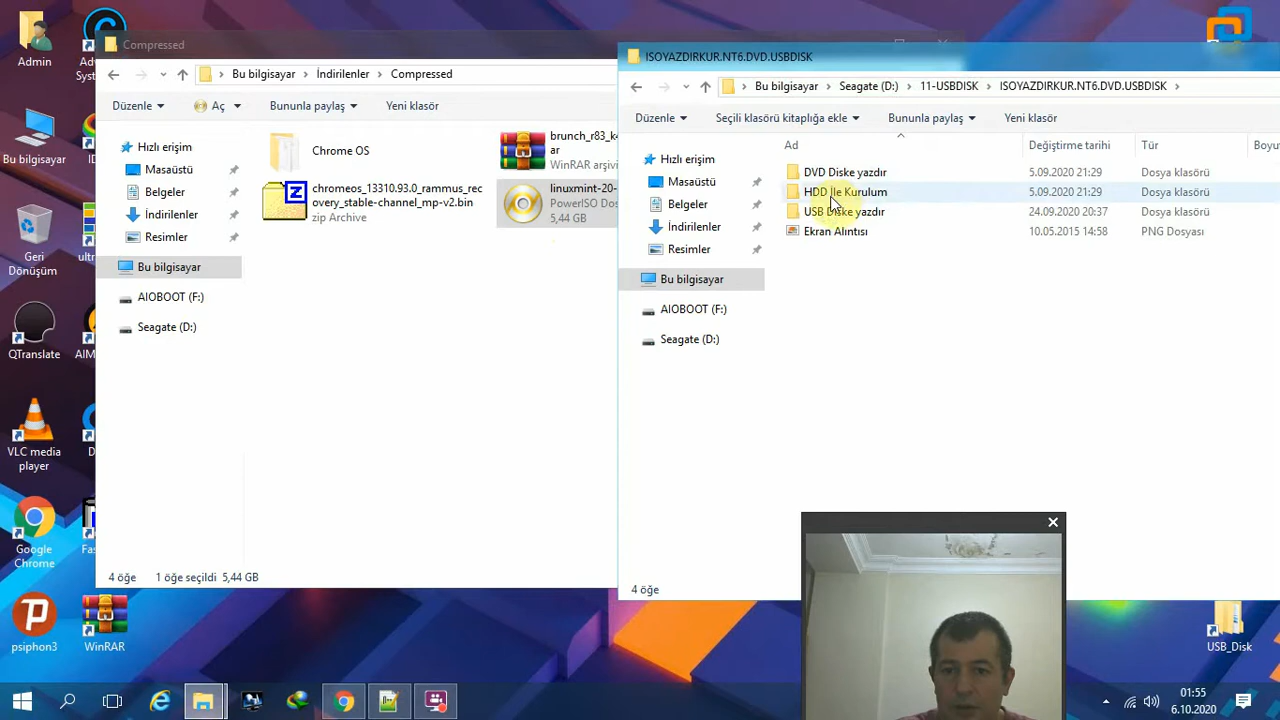 Admin
Bu bilgisayar
Geri
Dönüşüm
QTranslate
VLC media
player
Google
Chrome
psiphon3
WinRAR
Compressed
Bu bilgisayar
İndirilenler
Compressed
Düzenle
Aç
Bununla paylaş
Yeni klasör
Hızlı erişim
Masaüstü
Belgeler
İndirilenler
Resimler
Bu bilgisayar
AIOBOOT (F:)
Seagate (D:)
Chrome OS
chromeos_13310.93.0_rammus_rec
overy_stable-channel_mp-v2.bin
zip Archive
brunch_r83_k4
ar
WinRAR arşivi
linuxmint-20-
PowerISO Dos
5,44 GB
4 öğe
1 öğe seçildi 5,44 GB
ISOYAZDIRKUR.NT6.DVD.USBDISK
Bu bilgisayar
Seagate (D:)
11-USBDISK
ISOYAZDIRKUR.NT6.DVD.USBDISK
Düzenle
Seçili klasörü kitaplığa ekle
Bununla paylaş
Yeni klasör
Hızlı erişim
Masaüstü
Belgeler
İndirilenler
Resimler
Bu bilgisayar
AIOBOOT (F:)
Seagate (D:)
Ad
Değiştirme tarihi
Tür
Boyu
DVD Diske yazdır
5.09.2020 21:29
Dosya klasörü
HDD İle Kurulum
5.09.2020 21:29
Dosya klasörü
USB Diske yazdır
24.09.2020 20:37
Dosya klasörü
Ekran Alıntısı
10.05.2015 14:58
PNG Dosyası
4 öğe
USB_Disk
01:55
6.10.2020